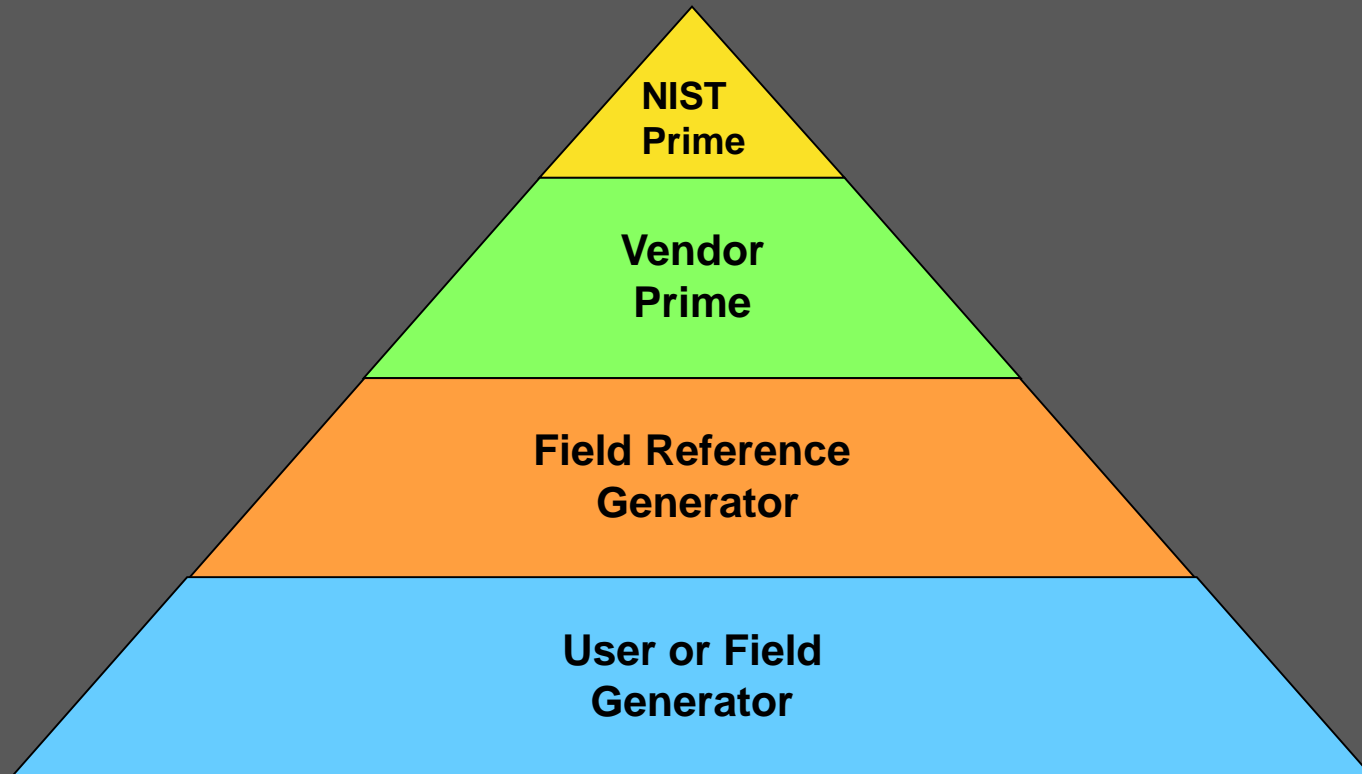 NIST
Prime
Vendor
Prime
Field Reference
Generator
User or Field
Generator